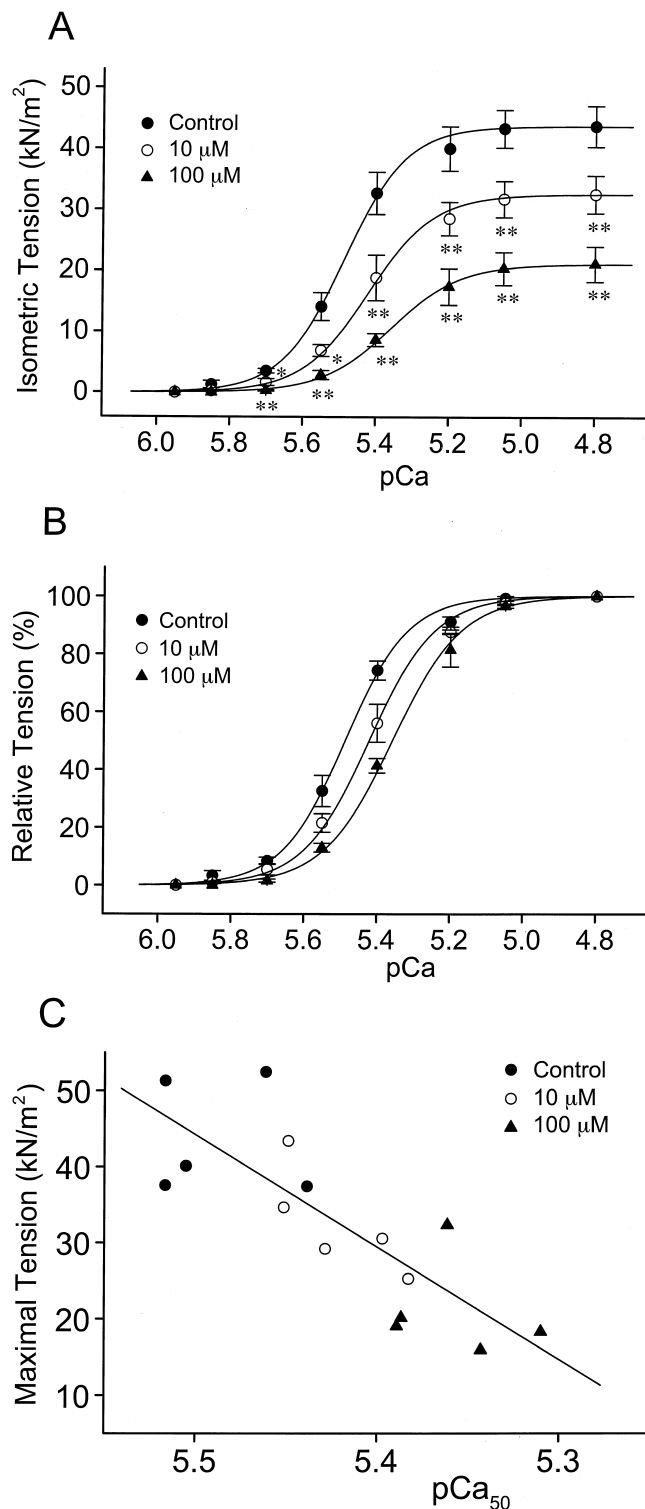 A
Isometric Tension (kN/m²)
50
40
30
20
10
0
Control
10 µM
100 µM
*
**
**
*
**
**
**
**
**
**
**
**
6.0 5.8 5.6 5.4 5.2 5.0 4.8
pCa
B
Relative Tension (%)
100
80
60
40
20
0
Control
10 µM
100 µM
6.0 5.8 5.6 5.4 5.2 5.0 4.8
pCa
C
Maximal Tension (kN/m²)
50
40
30
20
10
Control
10 µM
100 µM
5.5 5.4 5.3
pCa₅₀